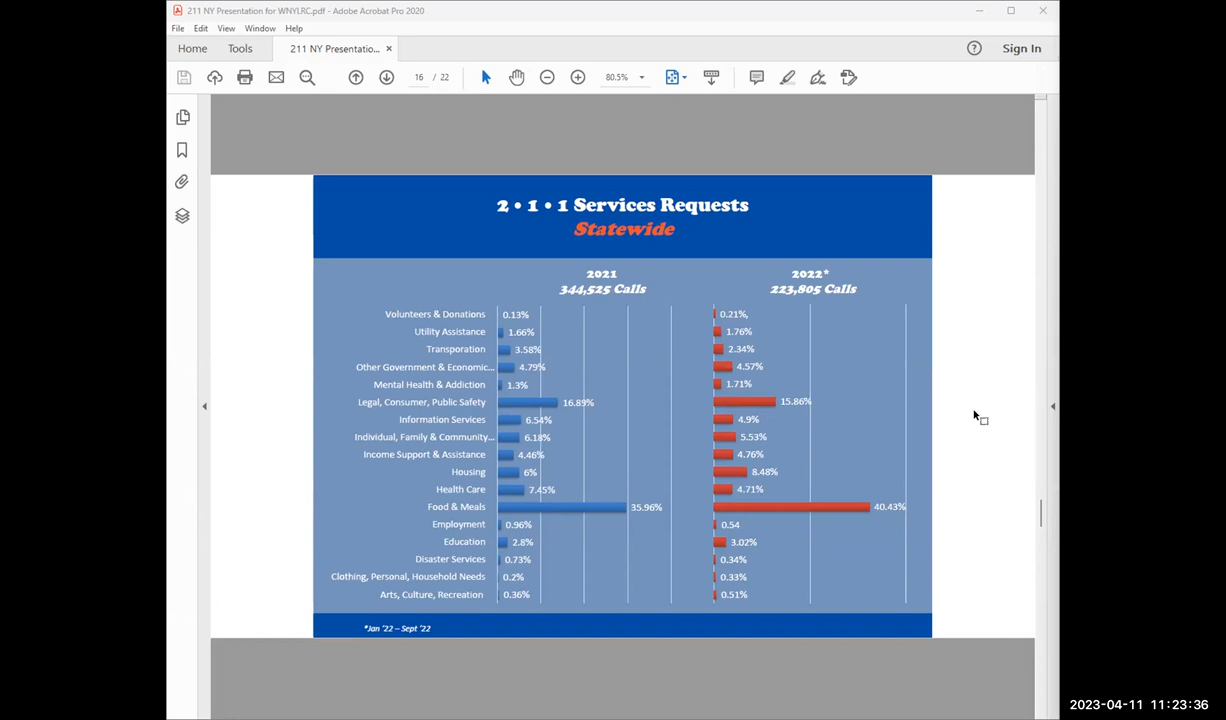 211 NY Presentation for WNYLRC.pdf - Adobe Acrobat Pro 2020
File Edit View Window Help
Home Tools 211 NY Presentatio... × Sign In
16 / 22 80.5%
2 • 1 • 1 Services Requests
Statewide
2021 2022*
344,525 Calls 223,805 Calls
Volunteers & Donations 0.13% 0.21%,
Utility Assistance 1.66% 1.76%
Transporation 3.58% 2.34%
Other Government & Economic... 4.79% 4.57%
Mental Health & Addiction 1.3% 1.71%
Legal, Consumer, Public Safety 16.89% 15.86%
Information Services 6.54% 4.9%
Individual, Family & Community... 6.18% 5.53%
Income Support & Assistance 4.46% 4.76%
Housing 6% 8.48%
Health Care 7.45% 4.71%
Food & Meals 35.96% 40.43%
Employment 0.96% 0.54
Education 2.8% 3.02%
Disaster Services 0.73% 0.34%
Clothing, Personal, Household Needs 0.2% 0.33%
Arts, Culture, Recreation 0.36% 0.51%
*Jan '22 – Sept '22
2023-04-11 11:23:36